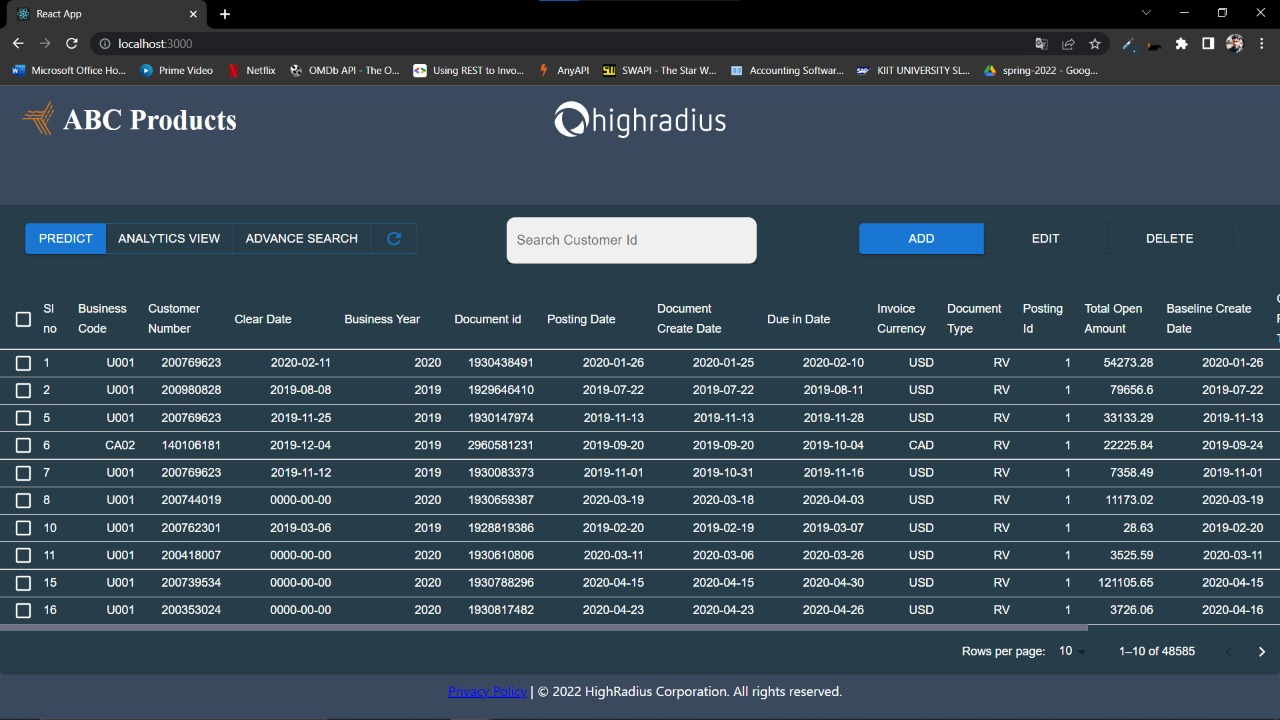 React App
localhost:3000
Microsoft Office Ho... Prime Video Netflix OMDb API - The O... Using REST to Invo... AnyAPI SWAPI - The Star W... Accounting Softwar... KIIT UNIVERSITY SL... spring-2022 - Goog...
ABC Products highradius
PREDICT ANALYTICS VIEW ADVANCE SEARCH Search Customer Id ADD EDIT DELETE
Sl no Business Code Customer Number Clear Date Business Year Document id Posting Date Document Create Date Due in Date Invoice Currency Document Type Posting Id Total Open Amount Baseline Create Date
1 U001 200769623 2020-02-11 2020 1930438491 2020-01-26 2020-01-25 2020-02-10 USD RV 1 54273.28 2020-01-26
2 U001 200980828 2019-08-08 2019 1929646410 2019-07-22 2019-07-22 2019-08-11 USD RV 1 79656.6 2019-07-22
5 U001 200769623 2019-11-25 2019 1930147974 2019-11-13 2019-11-13 2019-11-28 USD RV 1 33133.29 2019-11-13
6 CA02 140106181 2019-12-04 2019 2960581231 2019-09-20 2019-09-20 2019-10-04 CAD RV 1 22225.84 2019-09-24
7 U001 200769623 2019-11-12 2019 1930083373 2019-11-01 2019-10-31 2019-11-16 USD RV 1 7358.49 2019-11-01
8 U001 200744019 0000-00-00 2020 1930659387 2020-03-19 2020-03-18 2020-04-03 USD RV 1 11173.02 2020-03-19
10 U001 200762301 2019-03-06 2019 1928819386 2019-02-20 2019-02-19 2019-03-07 USD RV 1 28.63 2019-02-20
11 U001 200418007 0000-00-00 2020 1930610806 2020-03-11 2020-03-06 2020-03-26 USD RV 1 3525.59 2020-03-11
15 U001 200739534 0000-00-00 2020 1930788296 2020-04-15 2020-04-15 2020-04-30 USD RV 1 121105.65 2020-04-15
16 U001 200353024 0000-00-00 2020 1930817482 2020-04-23 2020-04-23 2020-04-26 USD RV 1 3726.06 2020-04-16
Rows per page: 10 1–10 of 48585
Privacy Policy | © 2022 HighRadius Corporation. All rights reserved.